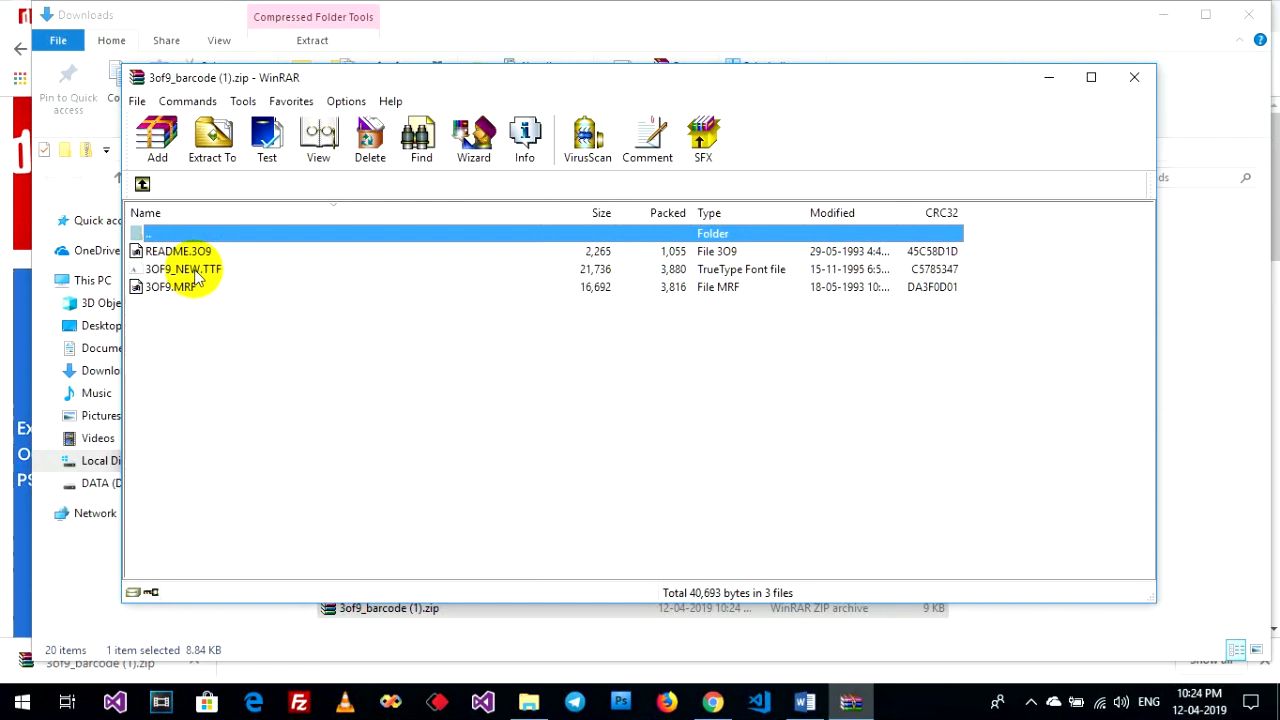 Downloads
Compressed Folder Tools
File Home Share View Extract
Pin to Quick access
3of9_barcode (1).zip - WinRAR
File Commands Tools Favorites Options Help
Add Extract To Test View Delete Find Wizard Info VirusScan Comment SFX
Name Size Packed Type Modified CRC32
.. Folder
README.3O9 2,265 1,055 File 3O9 29-05-1993 4:4... 45C58D1D
3OF9_NEW.TTF 21,736 3,880 TrueType Font file 15-11-1995 6:5... C5785347
3OF9.MRF 16,692 3,816 File MRF 18-05-1993 10:... DA3F0D01
Quick acce
OneDrive
This PC
3D Obje
Desktop
Docume
Downlo
Music
Pictures
Videos
Local Di
DATA (D
Network
Total 40,693 bytes in 3 files
3of9_barcode (1).zip 12-04-2019 10:24 ... WinRAR ZIP archive 9 KB
20 items 1 item selected 8.84 KB
3of9_barcode (1).zip
ENG
10:24 PM
12-04-2019